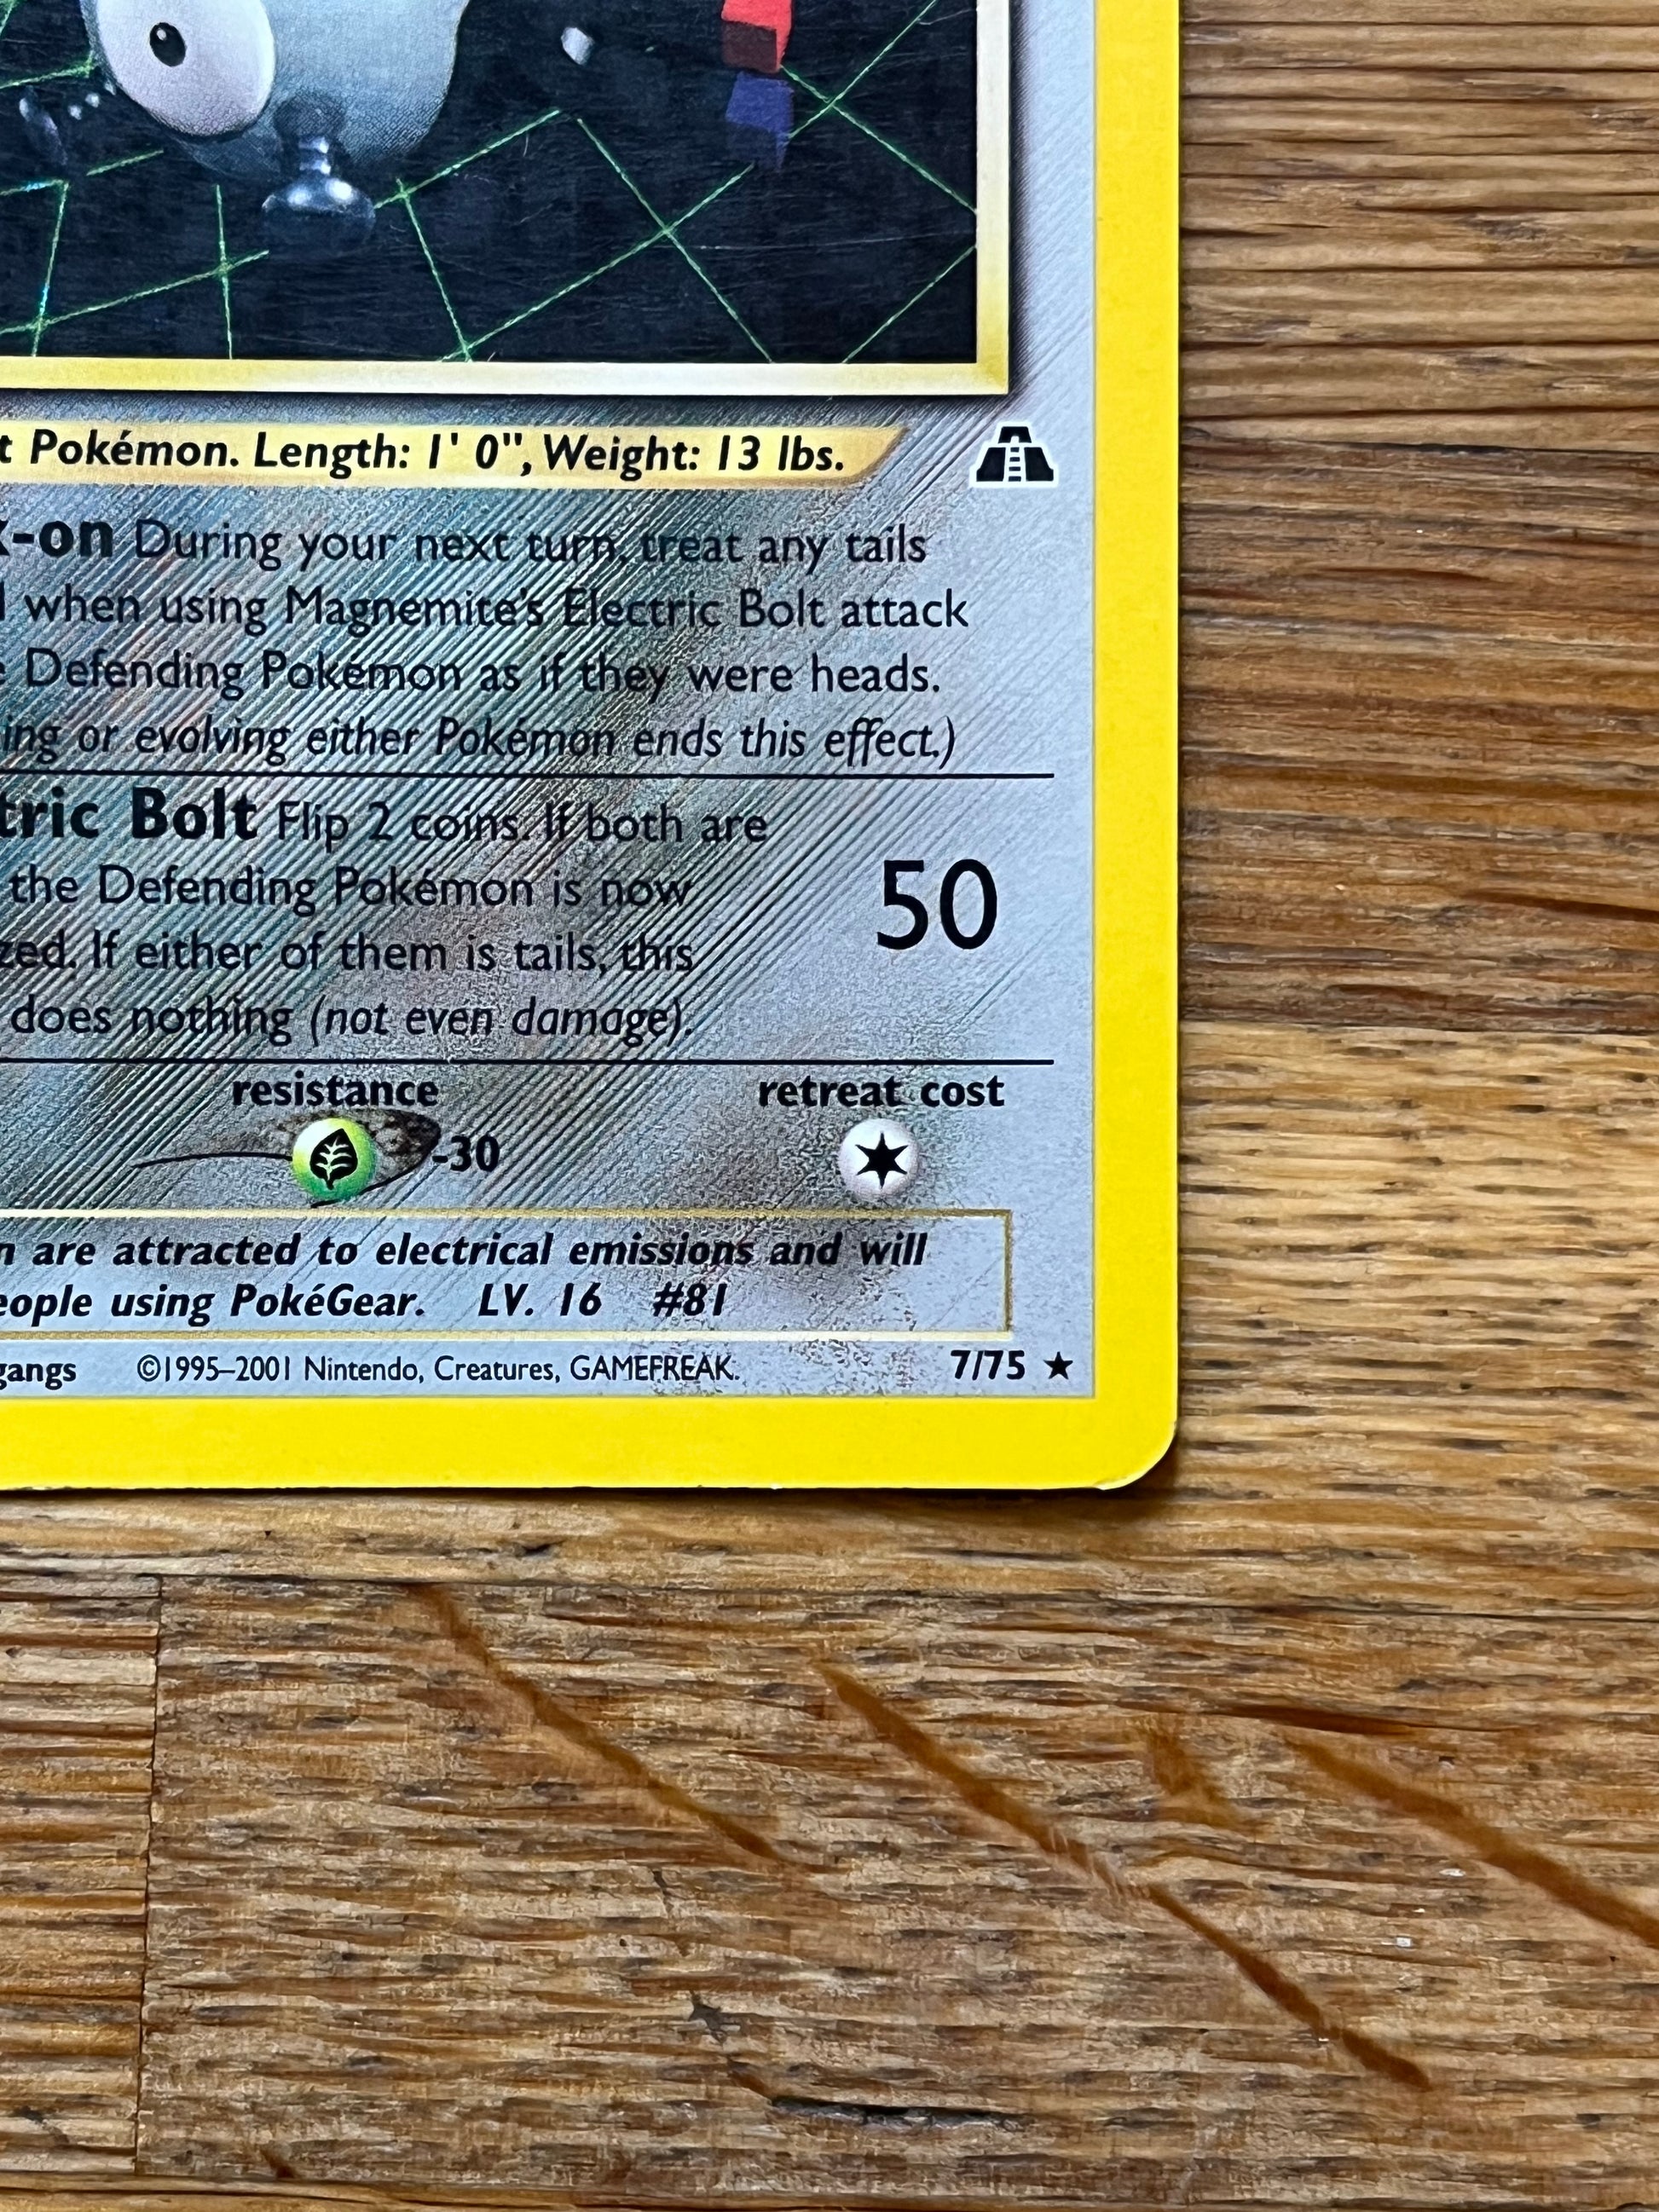 t Pokémon. Length: 1' 0", Weight: 13 lbs.
-on During your next turn, treat any tails
when using Magnemite's Electric Bolt attack
Defending Pokémon as if they were heads.
ing or evolving either Pokémon ends this effect.)
tric Bolt Flip 2 coins. If both are
the Defending Pokémon is now
zed. If either of them is tails, this
does nothing (not even damage).
50
resistance
retreat cost
-30
n are attracted to electrical emissions and will
eople using PokéGear. LV. 16 #81
gangs ©1995–2001 Nintendo, Creatures, GAMEFREAK. 7/75 ★